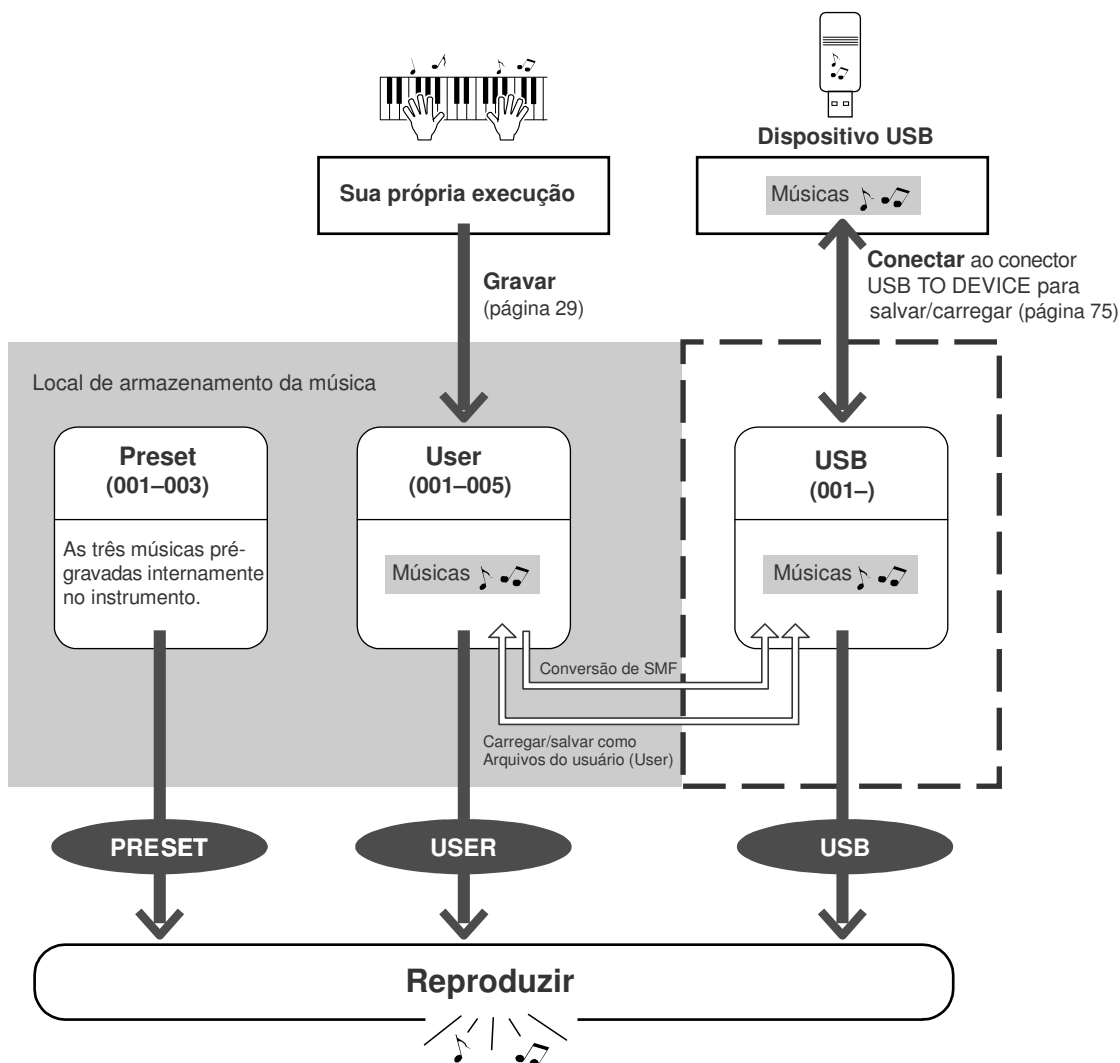 Dispositivo USB
Sua própria execução
Músicas
Gravar
(página 29)
Conectar ao conector
USB TO DEVICE para
salvar/carregar (página 75)
Local de armazenamento da música
Preset
(001–003)
User
(001–005)
USB
(001–)
As três músicas pré-
gravadas internamente
no instrumento.
Músicas
Músicas
Conversão de SMF
Carregar/salvar como
Arquivos do usuário (User)
PRESET
USER
USB
Reproduzir